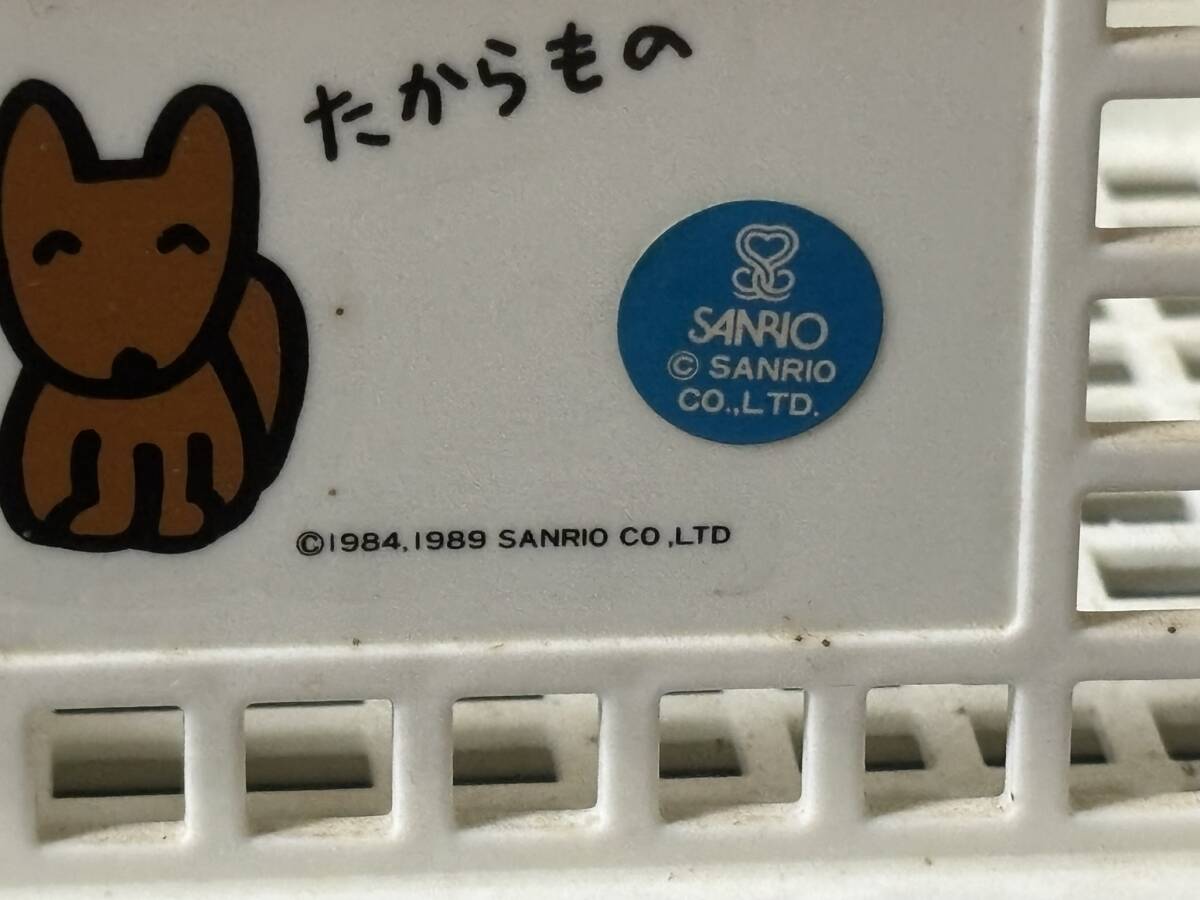 たからもの
SANRIO
© SANRIO
CO.,LTD.
©1984,1989 SANRIO CO.,LTD